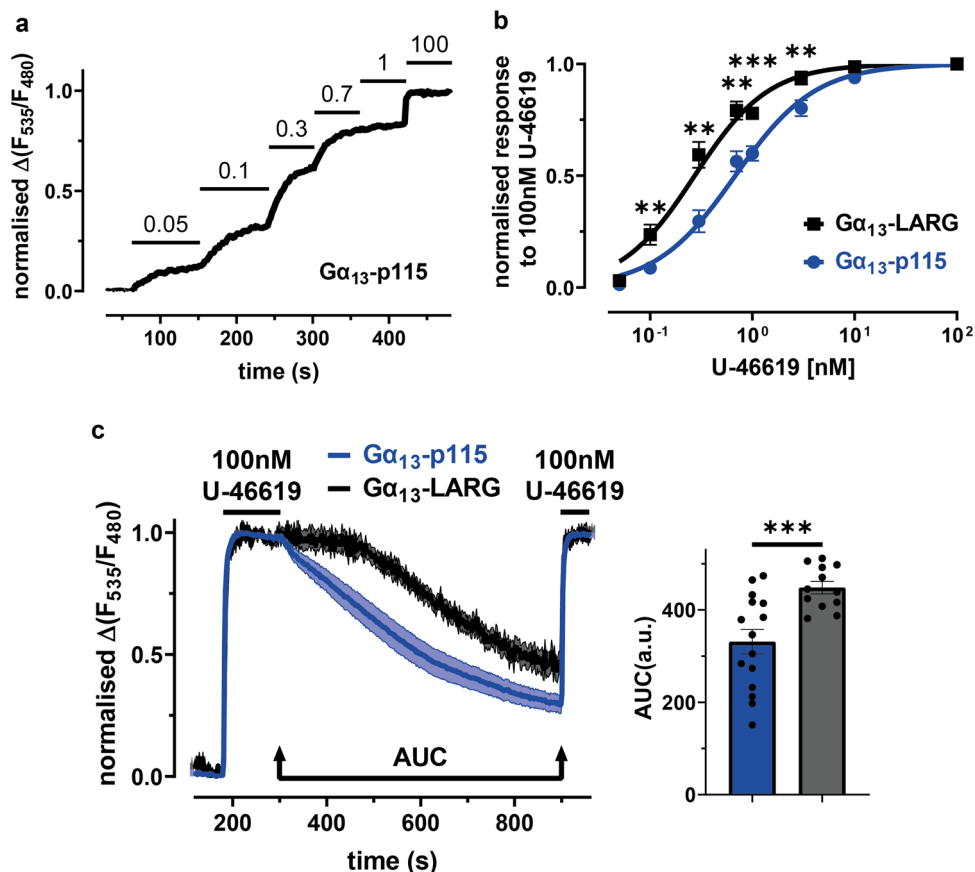 a
normalised Δ(F535/F480)
1.0
0.5
0.0
0.05
0.1
0.3
0.7
1
100
Gα13-p115
100
200
300
400
time (s)
b
normalised response
to 100nM U-46619
1.0
0.5
0.0
**
**
**
***
**
Gα13-LARG
Gα13-p115
10-1
100
101
102
U-46619 [nM]
c
Gα13-p115
Gα13-LARG
100nM
U-46619
100nM
U-46619
normalised Δ(F535/F480)
1.0
0.5
0.0
AUC
200
400
600
800
time (s)
***
AUC(a.u.)
400
200
0